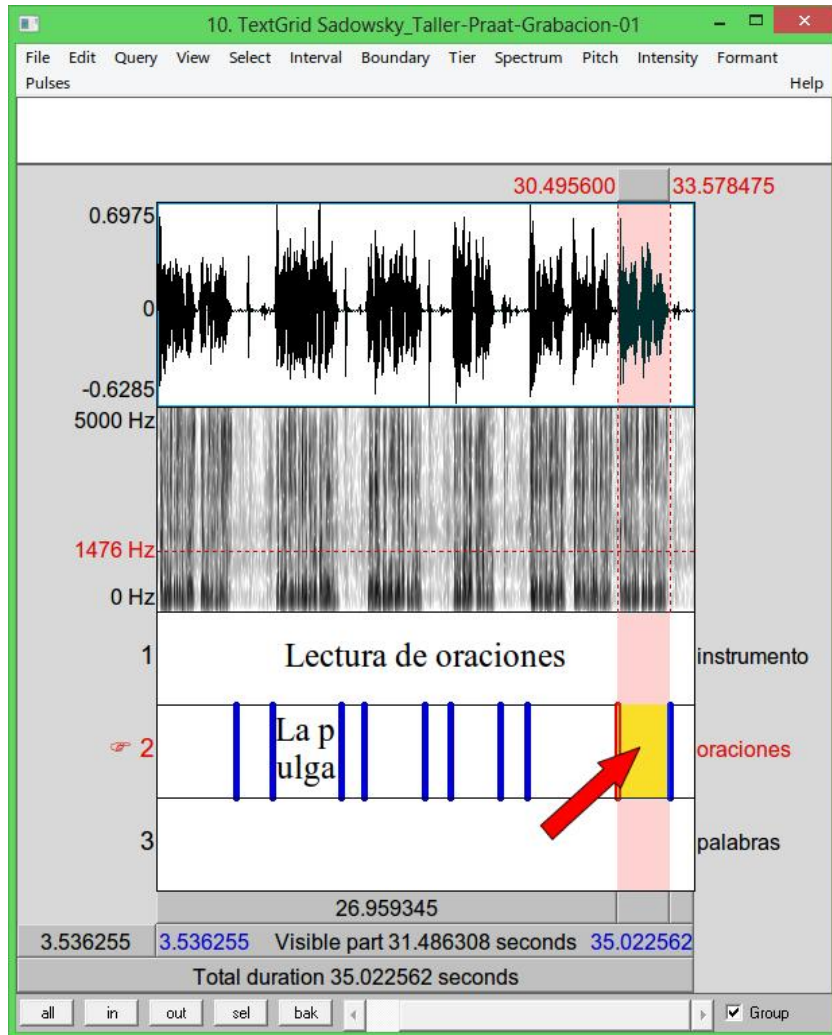 10. TextGrid Sadowsky_Taller-Praat-Grabacion-01
File Edit Query View Select Interval Boundary Tier Spectrum Pitch Intensity Formant
Pulses Help
30.495600 33.578475
0.6975
0
-0.6285
5000 Hz
1476 Hz
0 Hz
1 Lectura de oraciones instrumento
La p
ulga
2 oraciones
3 palabras
26.959345
3.536255 3.536255 Visible part 31.486308 seconds 35.022562
Total duration 35.022562 seconds
all in out sel bak Group